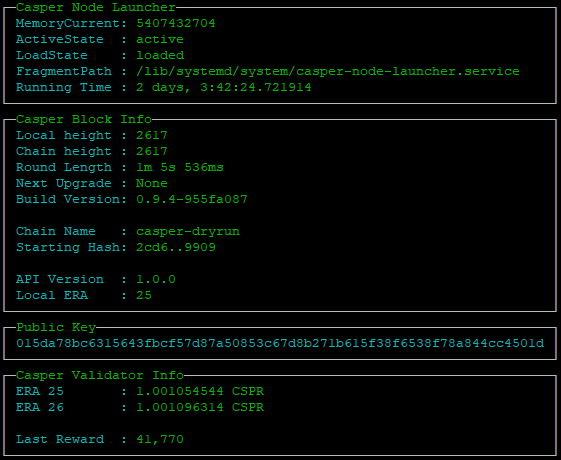 Casper Node Launcher
MemoryCurrent: 5407432704
ActiveState : active
LoadState : loaded
FragmentPath : /lib/systemd/system/casper-node-launcher.service
Running Time : 2 days, 3:42:24.721914
Casper Block Info
Local height : 2617
Chain height : 2617
Round Length : 1m 5s 536ms
Next Upgrade : None
Build Version: 0.9.4-955fa087
Chain Name : casper-dryrun
Starting Hash: 2cd6..9909
API Version : 1.0.0
Local ERA : 25
Public Key
015da78bc6315643fbcf57d87a50853c67d8b271b615f38f6538f78a844cc4501d
Casper Validator Info
ERA 25 : 1.001054544 CSPR
ERA 26 : 1.001096314 CSPR
Last Reward : 41,770